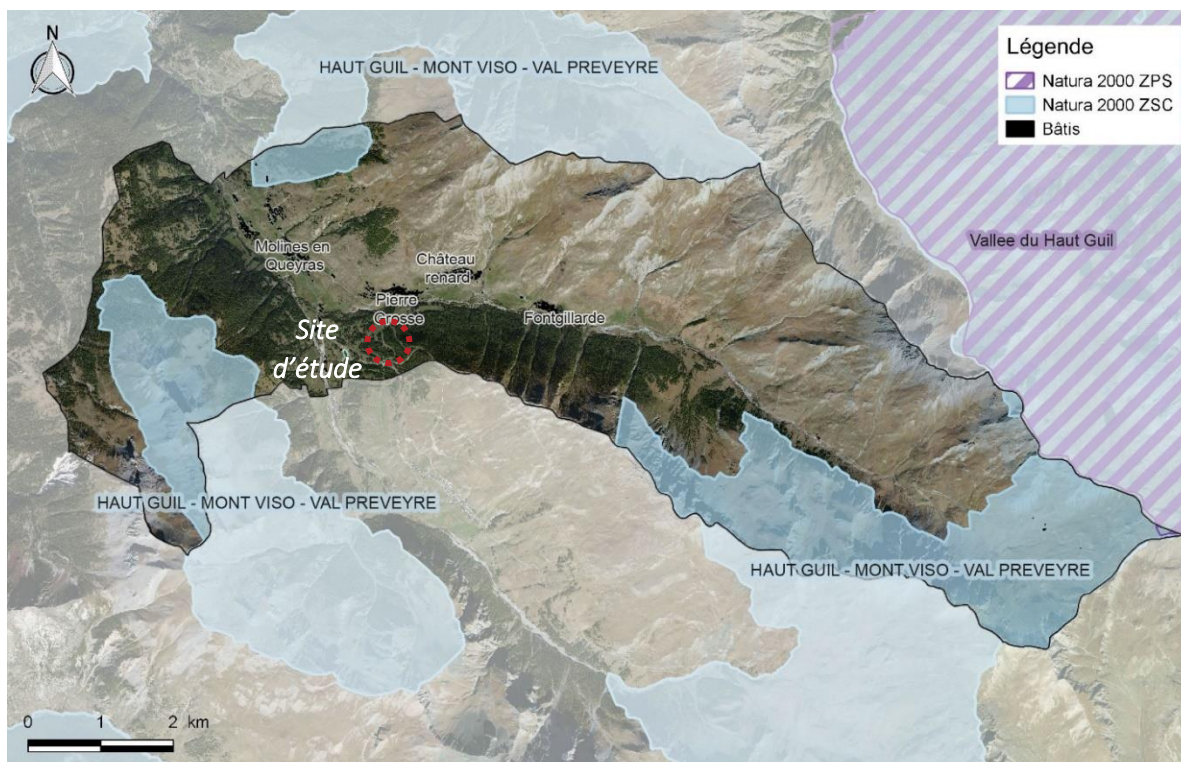 N
HAUT GUIL - MONT VISO - VAL PREVEYRE
Légende
Natura 2000 ZPS
Natura 2000 ZSC
Bâtis
Vallee du Haut Guil
Molines en
Queyras
Château
renard
Pierre
Grosse
Fontgillarde
Site
d'étude
HAUT GUIL - MONT VISO - VAL PREVEYRE
HAUT GUIL - MONT VISO - VAL PREVEYRE
0 1 2 km